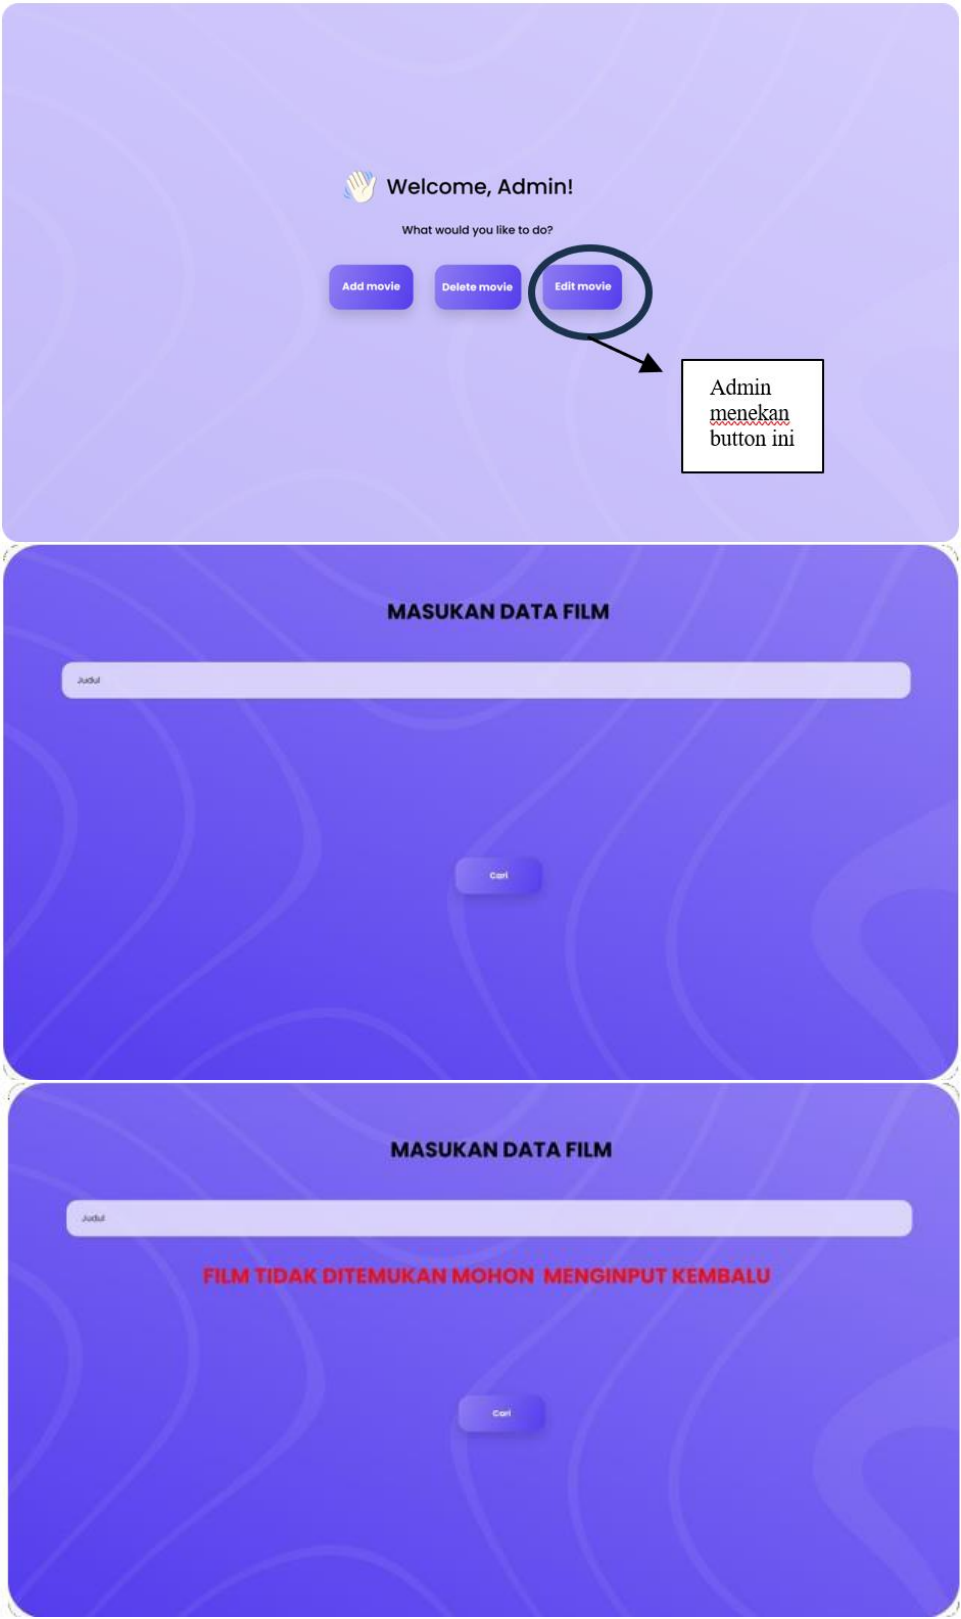 Welcome, Admin!
What would you like to do?
Add movie
Delete movie
Edit movie
Admin
menekan
button ini
MASUKAN DATA FILM
Judul
Cari
MASUKAN DATA FILM
Judul
FILM TIDAK DITEMUKAN MOHON MENGINPUT KEMBALU
Cari